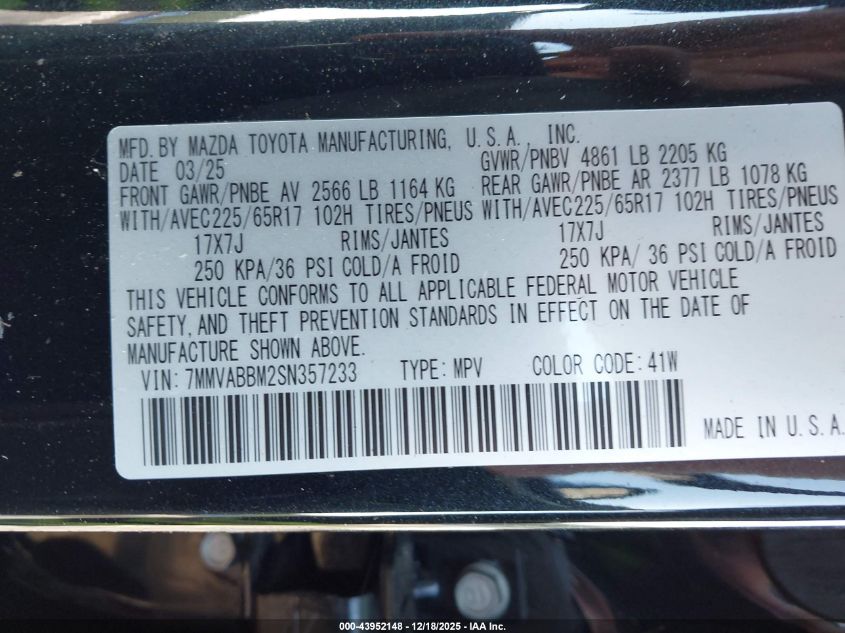 MFD. BY MAZDA TOYOTA MANUFACTURING, U.S.A., INC.
DATE 03/25 GVWR/PNBV 4861 LB 2205 KG
FRONT GAWR/PNBE AV 2566 LB 1164 KG REAR GAWR/PNBE AR 2377 LB 1078 KG
WITH/AVEC225/65R17 102H TIRES/PNEUS WITH/AVEC225/65R17 102H TIRES/PNEUS
17X7J RIMS/JANTES 17X7J RIMS/JANTES
250 KPA/36 PSI COLD/A FROID 250 KPA/ 36 PSI COLD/A FROID
THIS VEHICLE CONFORMS TO ALL APPLICABLE FEDERAL MOTOR VEHICLE
SAFETY, AND THEFT PREVENTION STANDARDS IN EFFECT ON THE DATE OF
MANUFACTURE SHOWN ABOVE.
VIN: 7MMVABBM2SN357233 TYPE: MPV COLOR CODE: 41W
MADE IN U.S.A.
000-43952148 - 12/18/2025 - IAA Inc.